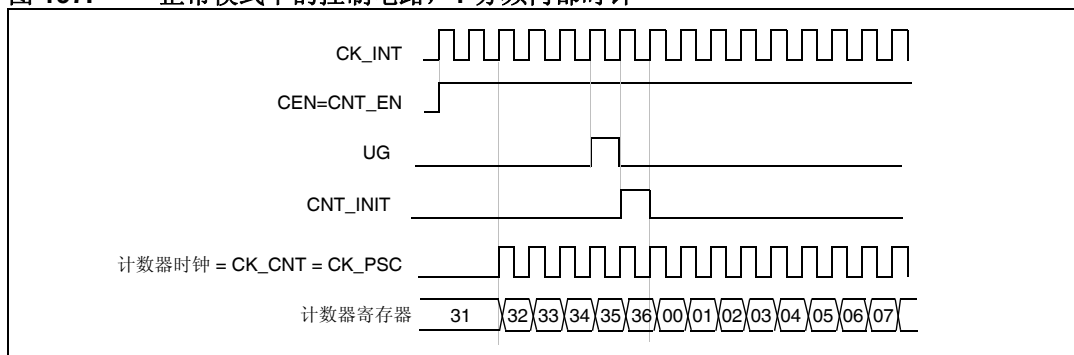 CK_INT
CEN=CNT_EN
UG
CNT_INIT
计数器时钟 = CK_CNT = CK_PSC
计数器寄存器 31 32 33 34 35 36 00 01 02 03 04 05 06 07